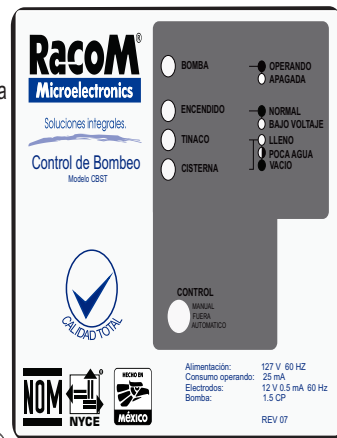 a
RacoM®
Microelectronics
Soluciones integrales.
Control de Bombeo
Modelo CBST
CALIDAD TOTAL
NOM
NYCE
HECHO EN
MÉXICO
BOMBA
OPERANDO
APAGADA
ENCENDIDO
NORMAL
BAJO VOLTAJE
TINACO
LLENO
POCA AGUA
CISTERNA
VACIO
CONTROL
MANUAL
FUERA
AUTOMATICO
Alimentación: 127 V 60 HZ
Consumo operando: 25 mA
Electrodos: 12 V 0.5 mA 60 Hz
Bomba: 1.5 CP
REV 07